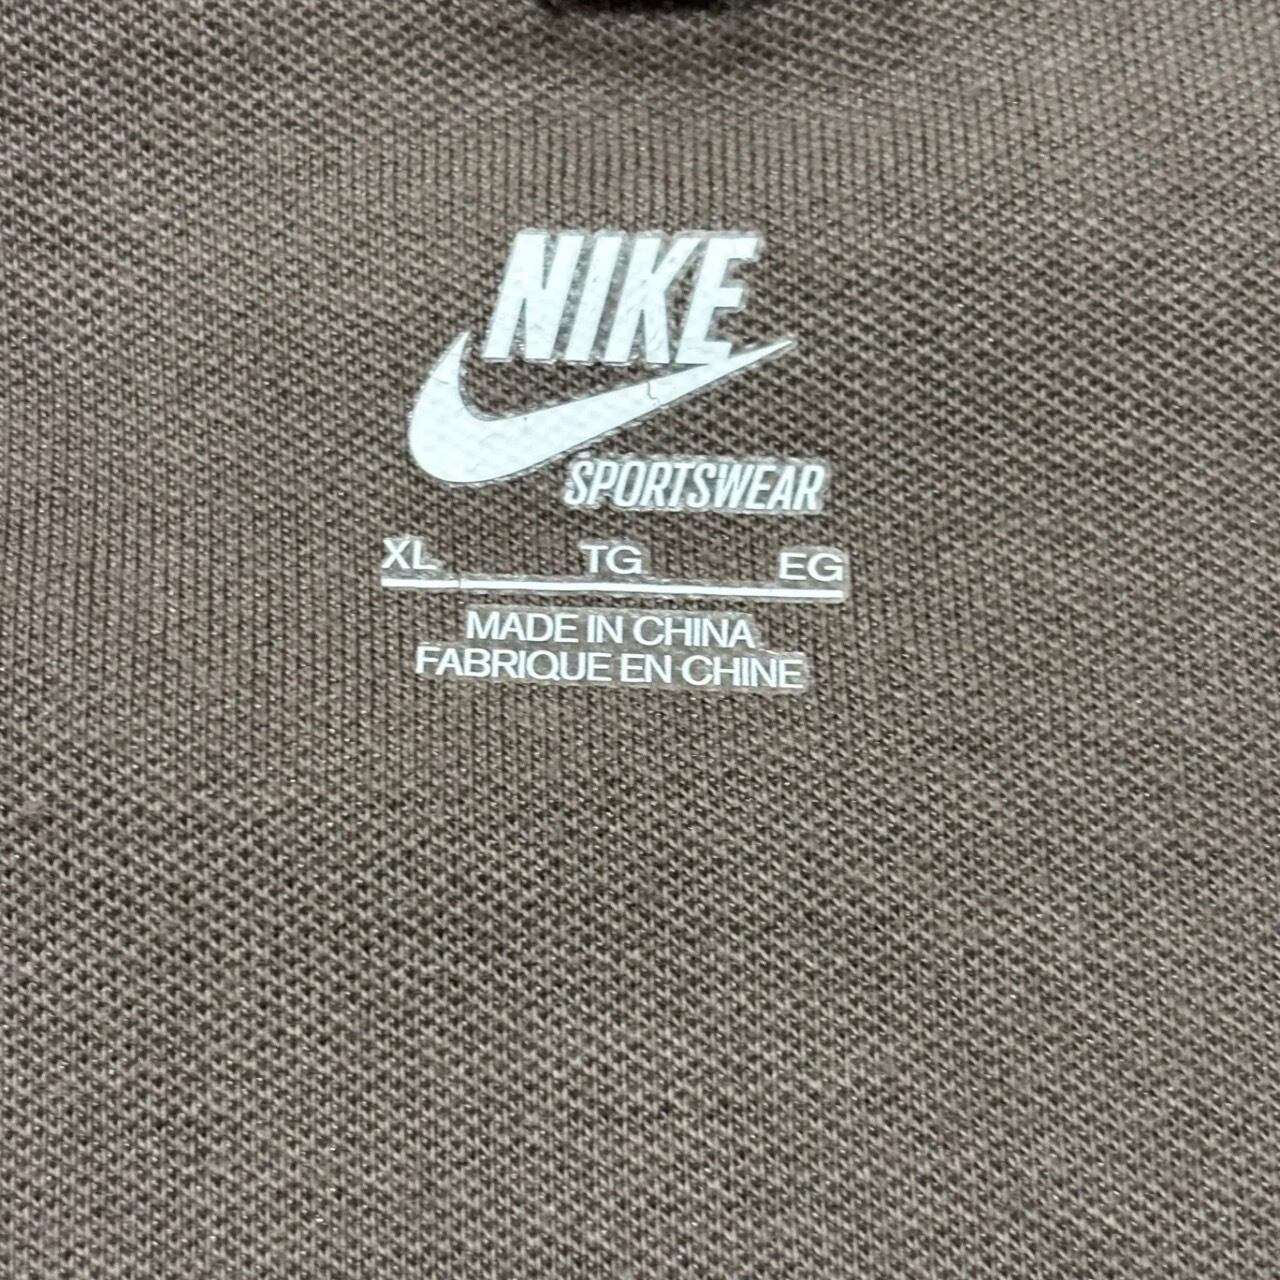 NIKE
SPORTSWEAR
XL TG EG
MADE IN CHINA
FABRIQUE EN CHINE